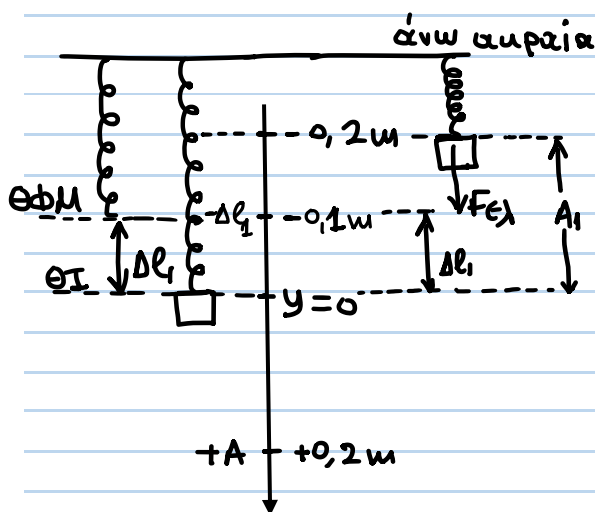 άνω ακραία
-0,2m
ΘΦΜ -Δl₁ -0,1m Fελ A₁
Δl₁ Δl₁
ΘΙ y=0
+A +0,2m